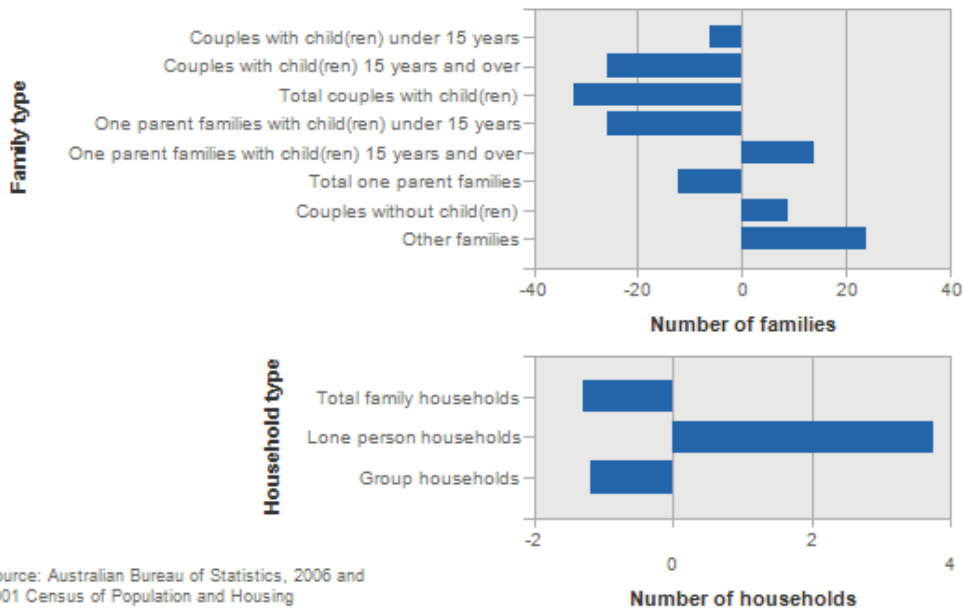 Family type
Couples with child(ren) under 15 years
Couples with child(ren) 15 years and over
Total couples with child(ren)
One parent families with child(ren) under 15 years
One parent families with child(ren) 15 years and over
Total one parent families
Couples without child(ren)
Other families
-40 -20 0 20 40
Number of families
Household type
Total family households
Lone person households
Group households
-2 0 2 4
Number of households
ource: Australian Bureau of Statistics, 2006 and
01 Census of Population and Housing